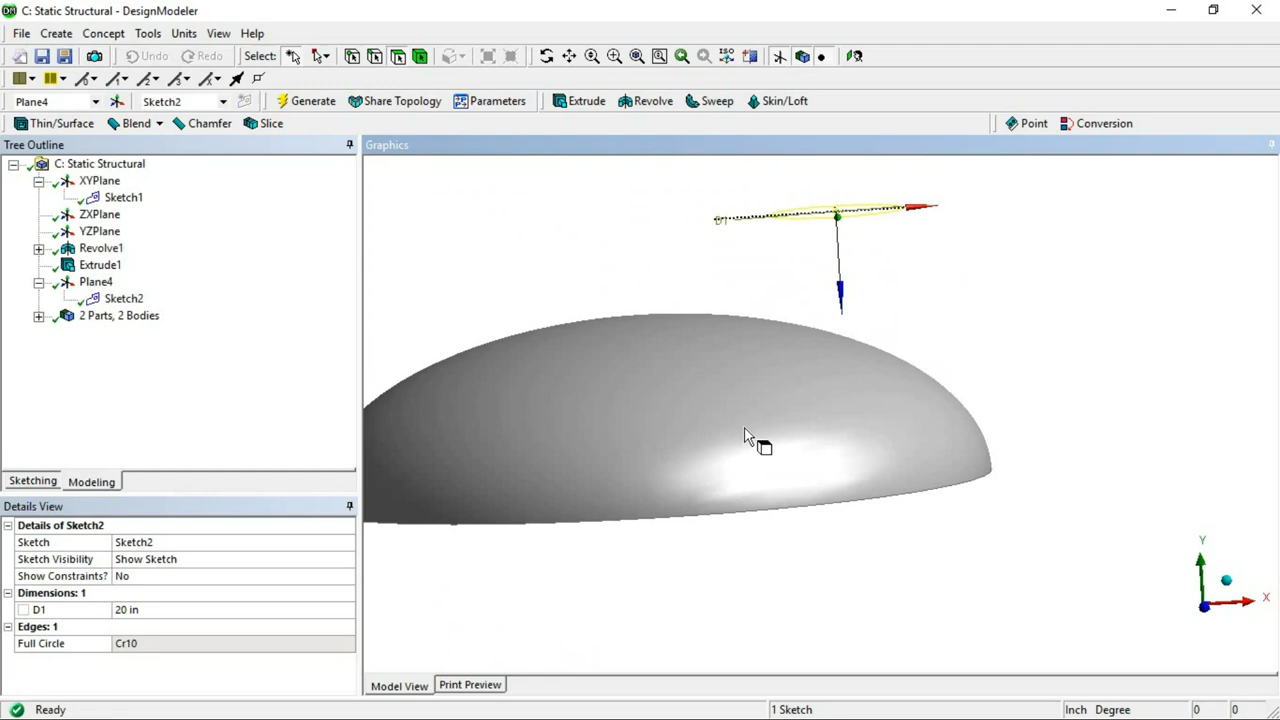 C: Static Structural - DesignModeler
File Create Concept Tools Units View Help
Undo Redo Select: ISO
Plane4 Sketch2 Generate Share Topology Parameters Extrude Revolve Sweep Skin/Loft
Thin/Surface Blend Chamfer Slice Point Conversion
Tree Outline
C: Static Structural
XYPlane
Sketch1
ZXPlane
YZPlane
Revolve1
Extrude1
Plane4
Sketch2
2 Parts, 2 Bodies
Sketching Modeling
Details View
Details of Sketch2
Sketch Sketch2
Sketch Visibility Show Sketch
Show Constraints? No
Dimensions: 1
D1 20 in
Edges: 1
Full Circle Cr10
Graphics
D1
Y
X
Model View Print Preview
Ready 1 Sketch Inch Degree 0 0